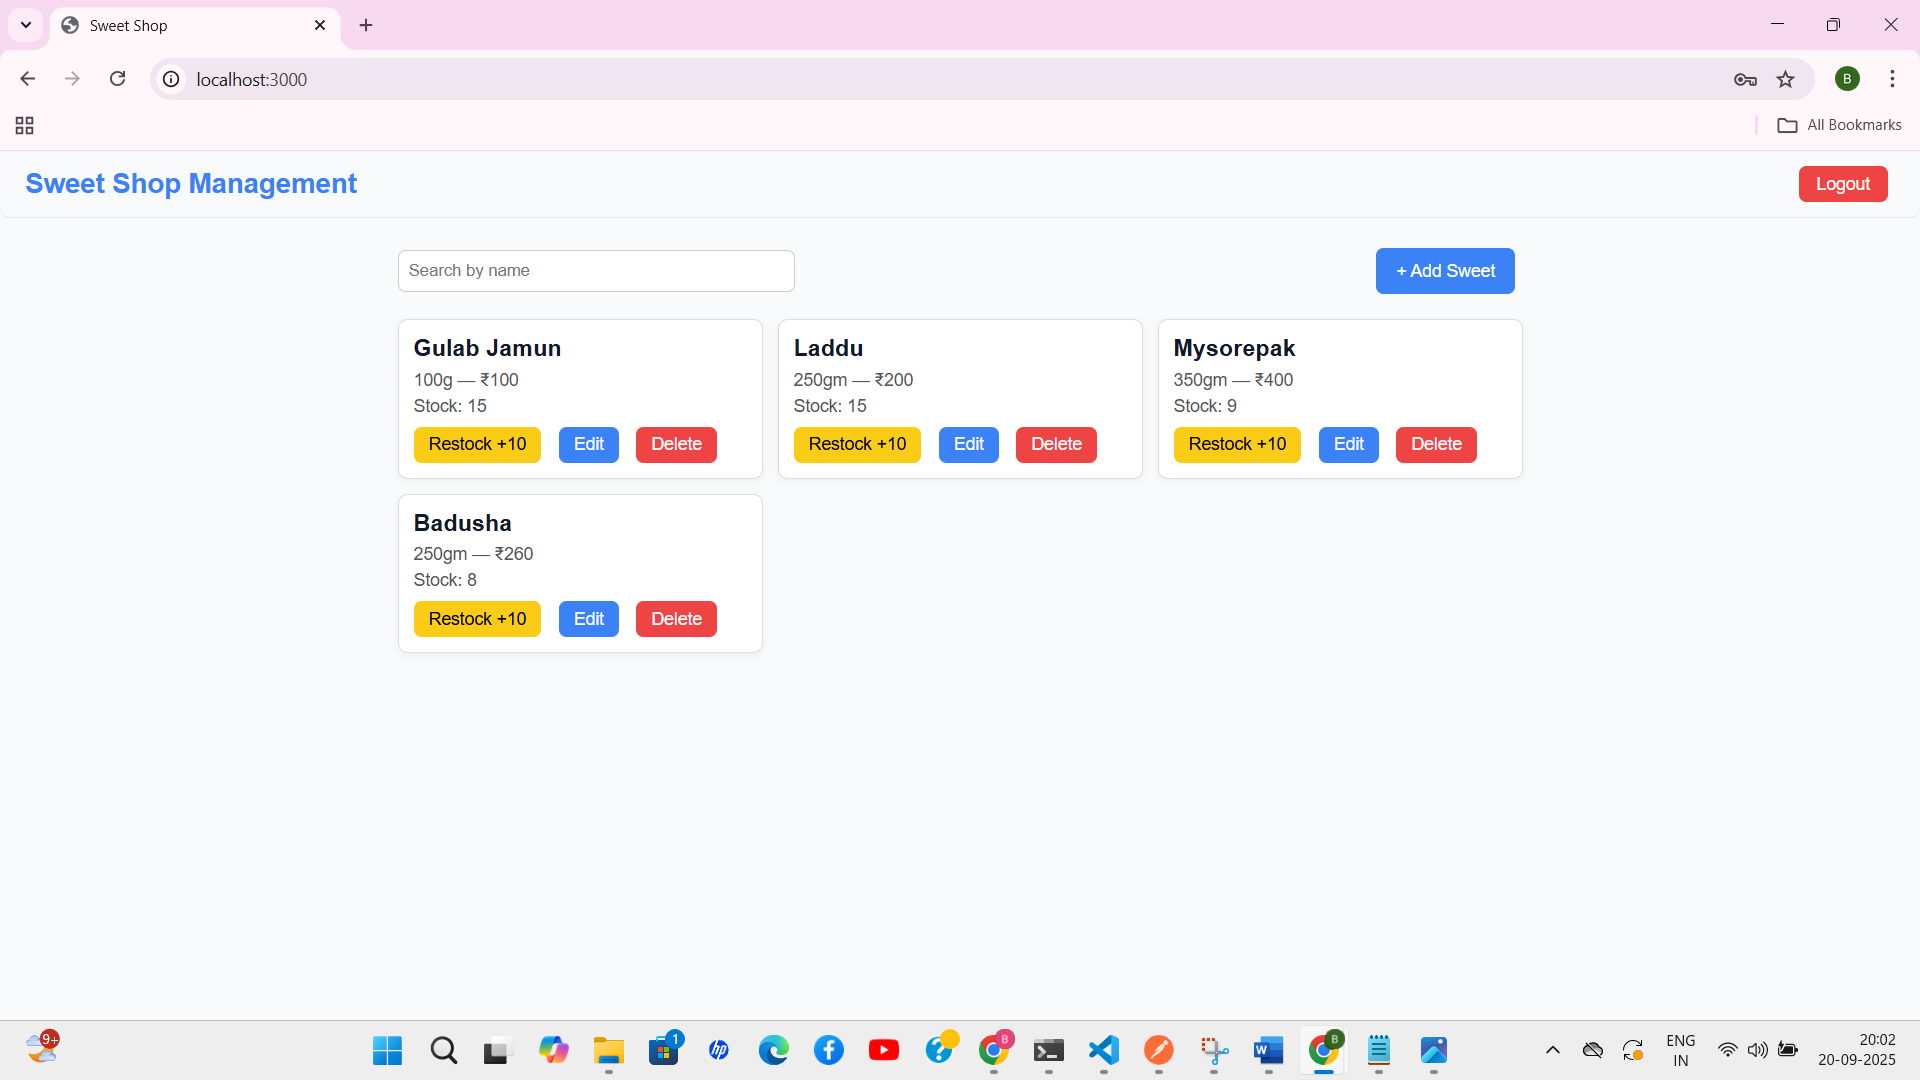 Sweet Shop
localhost:3000
B
All Bookmarks
Sweet Shop Management
Logout
Search by name
+ Add Sweet
Gulab Jamun
100g — ₹100
Stock: 15
Restock +10 Edit Delete
Laddu
250gm — ₹200
Stock: 15
Restock +10 Edit Delete
Mysorepak
350gm — ₹400
Stock: 9
Restock +10 Edit Delete
Badusha
250gm — ₹260
Stock: 8
Restock +10 Edit Delete
9+
1
hp
B
W
B
ENG
IN
20:02
20-09-2025